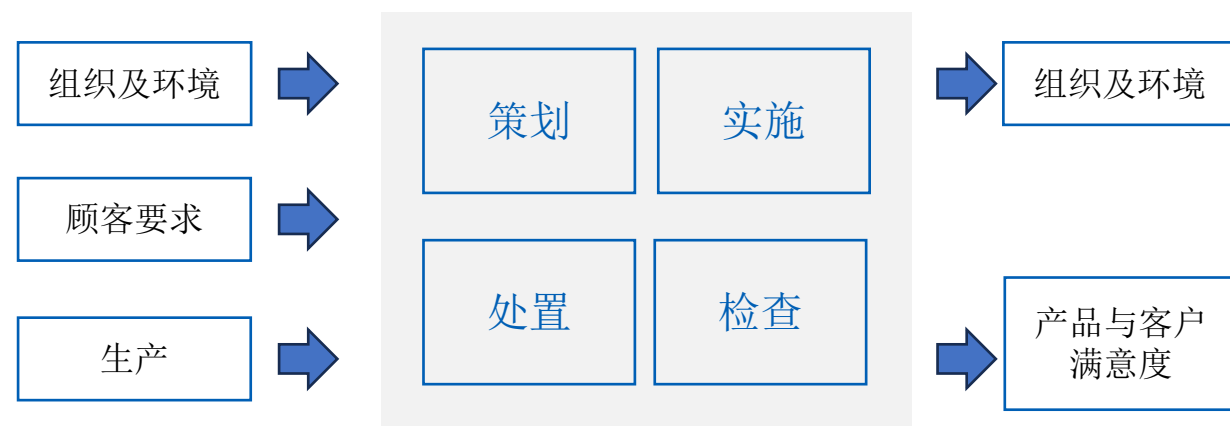 组织及环境
策划
实施
组织及环境
顾客要求
处置
检查
生产
产品与客户
满意度